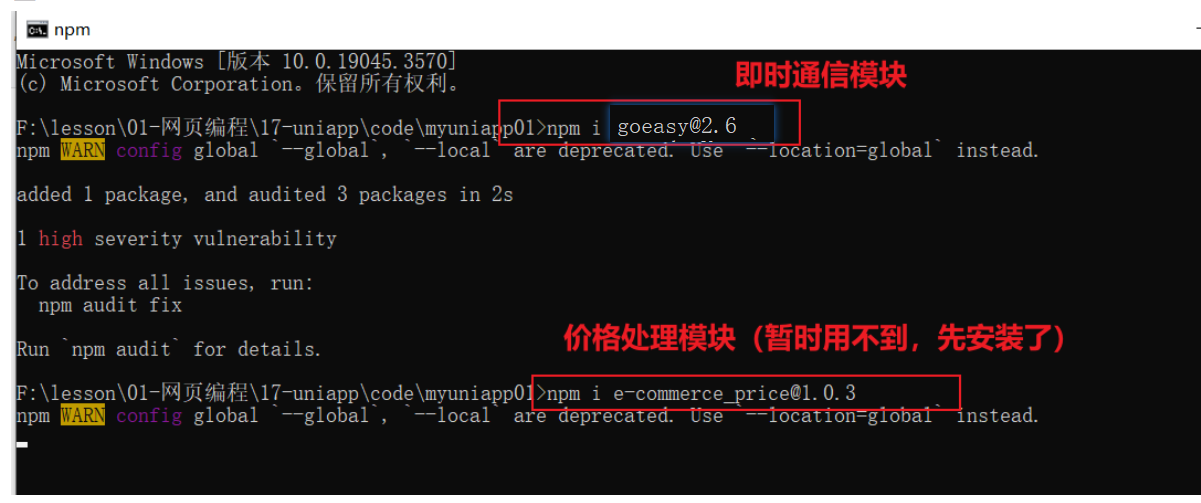 npm
Microsoft Windows [版本 10.0.19045.3570]
(c) Microsoft Corporation。保留所有权利。
即时通信模块
F:\lesson\01-网页编程\17-uniapp\code\myuniapp01>npm i goeasy@2.6
npm WARN config global `--global`, `--local` are deprecated. Use `--location=global` instead.
added 1 package, and audited 3 packages in 2s
1 high severity vulnerability
To address all issues, run:
npm audit fix
价格处理模块（暂时用不到，先安装了）
Run `npm audit` for details.
F:\lesson\01-网页编程\17-uniapp\code\myuniapp01>npm i e-commerce_price@1.0.3
npm WARN config global `--global`, `--local` are deprecated. Use `--location=global` instead.